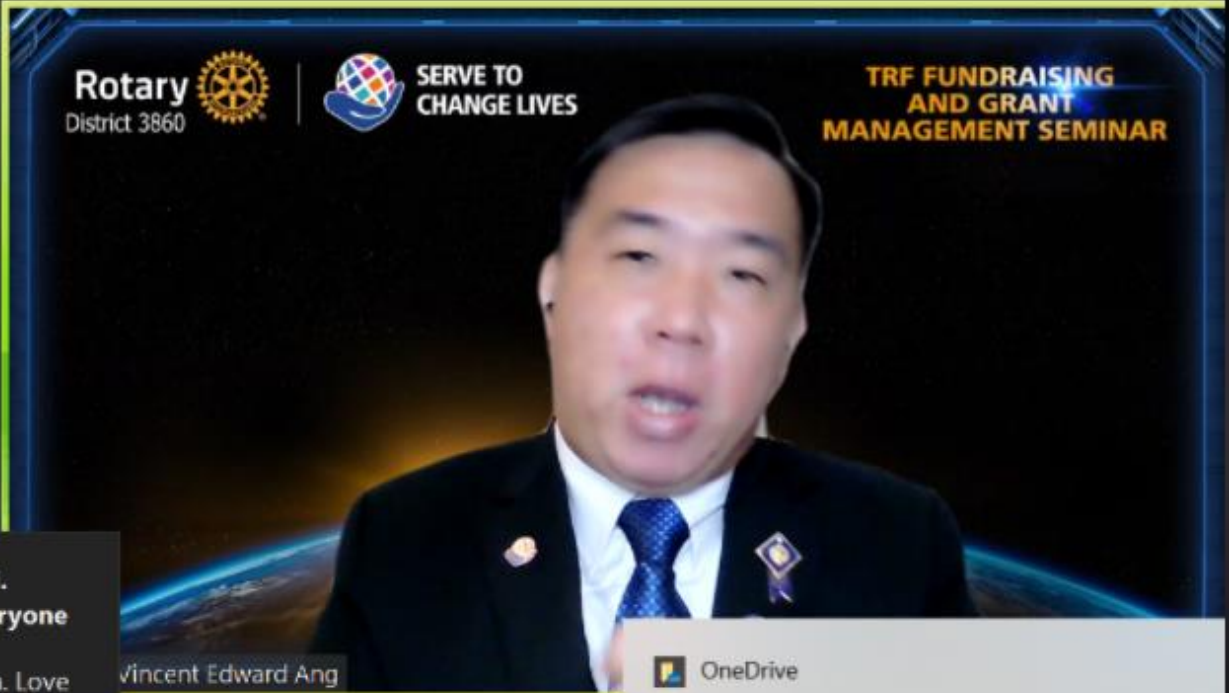 Rotary
District 3860
SERVE TO
CHANGE LIVES
TRF FUNDRAISING
AND GRANT
MANAGEMENT SEMINAR
ryone
. Love
Vincent Edward Ang
OneDrive